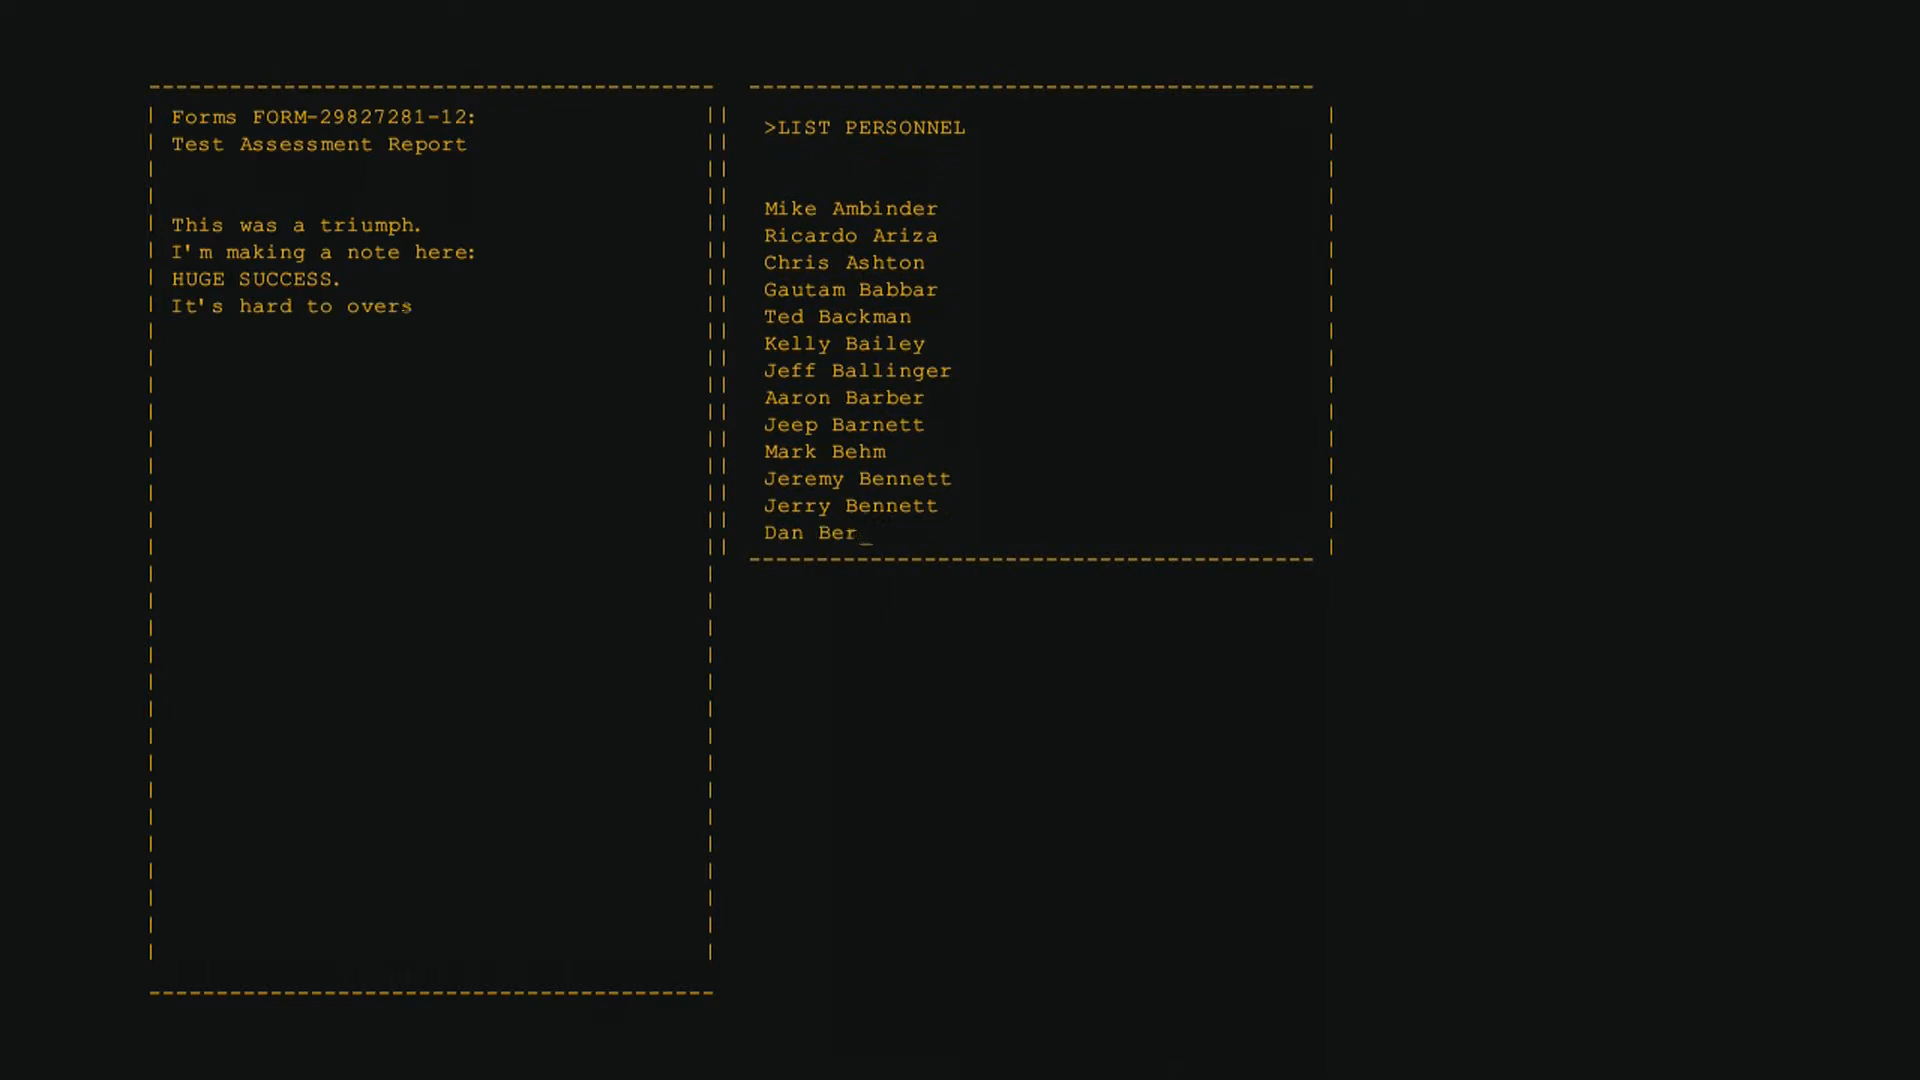 Forms FORM-29827281-12:
Test Assessment Report
This was a triumph.
I'm making a note here:
HUGE SUCCESS.
It's hard to overs
>LIST PERSONNEL
Mike Ambinder
Ricardo Ariza
Chris Ashton
Gautam Babbar
Ted Backman
Kelly Bailey
Jeff Ballinger
Aaron Barber
Jeep Barnett
Mark Behm
Jeremy Bennett
Jerry Bennett
Dan Ber_